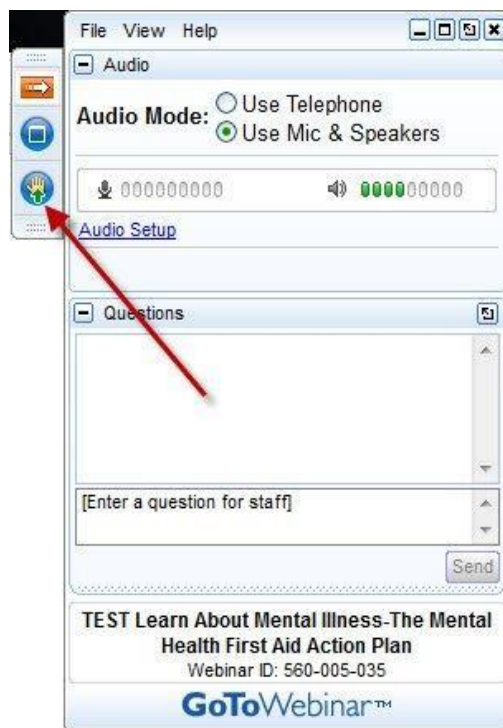 File View Help
Audio
Audio Mode: Use Telephone
Use Mic & Speakers
Audio Setup
Questions
[Enter a question for staff]
Send
TEST Learn About Mental Illness-The Mental
Health First Aid Action Plan
Webinar ID: 560-005-035
GoToWebinar™